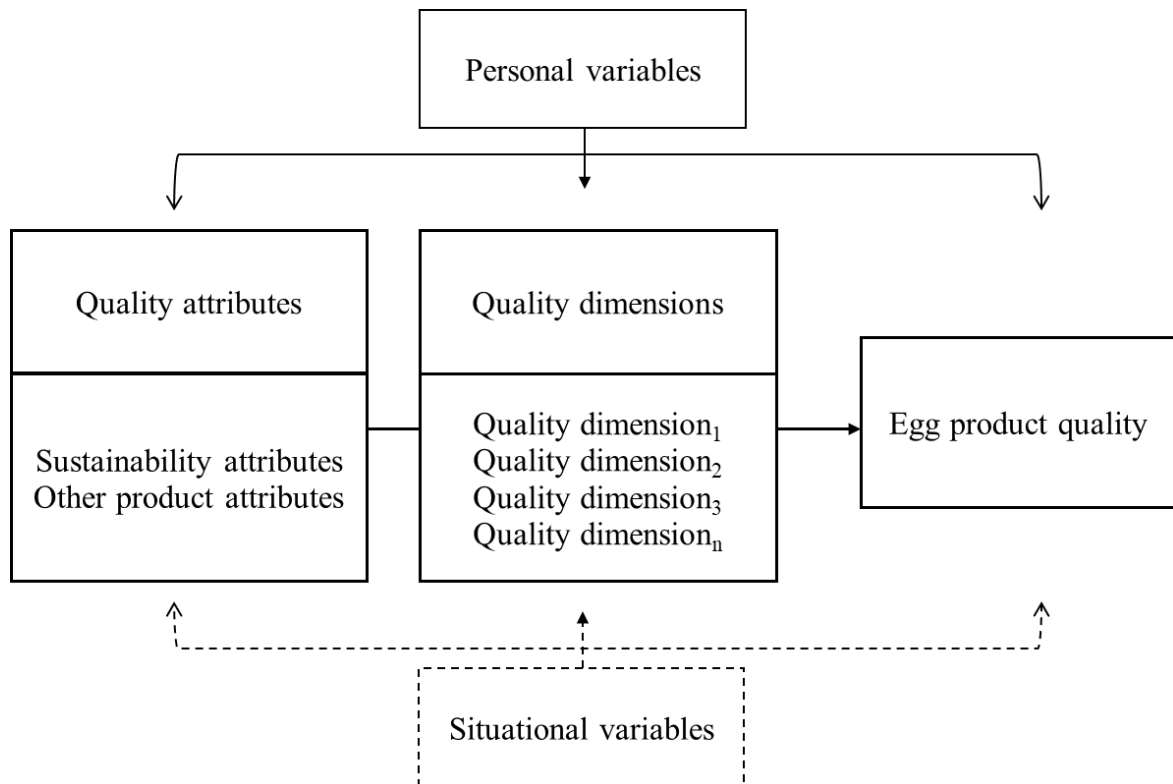 Personal variables
Quality attributes
Sustainability attributes
Other product attributes
Quality dimensions
Quality dimension₁
Quality dimension₂
Quality dimension₃
Quality dimensionₙ
Egg product quality
Situational variables